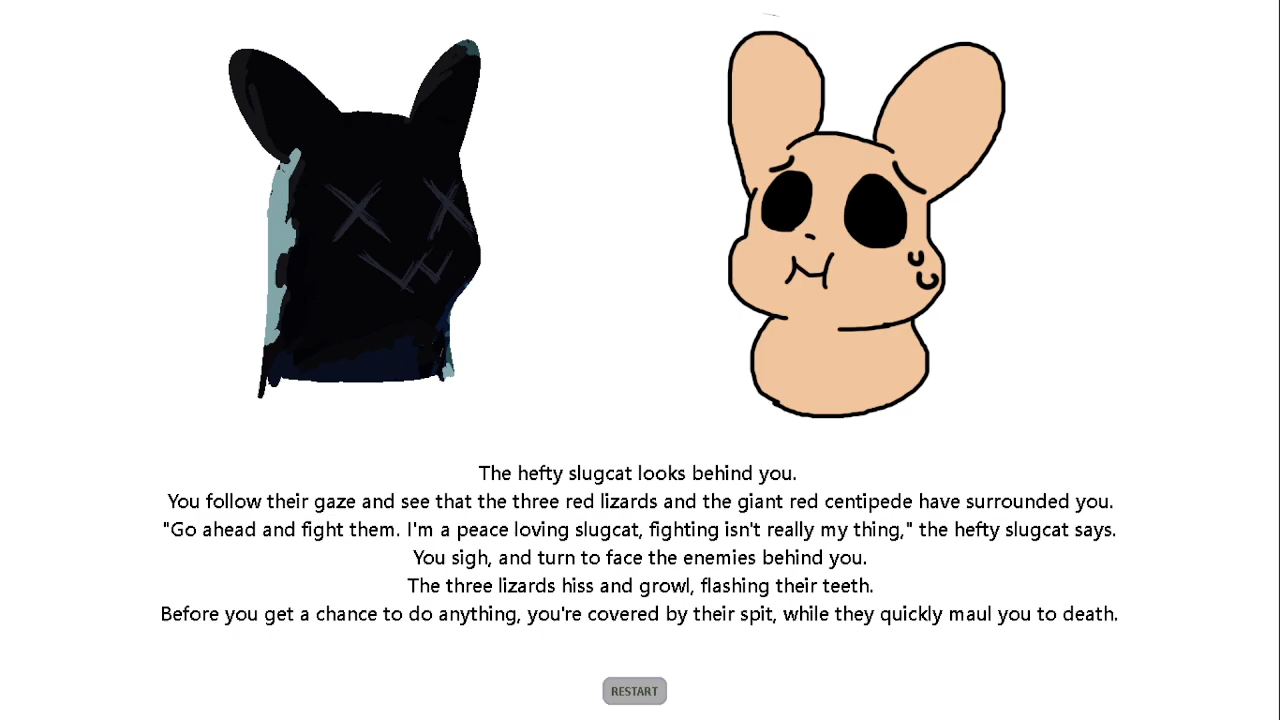 The hefty slugcat looks behind you.
You follow their gaze and see that the three red lizards and the giant red centipede have surrounded you.
"Go ahead and fight them. I'm a peace loving slugcat, fighting isn't really my thing," the hefty slugcat says.
You sigh, and turn to face the enemies behind you.
The three lizards hiss and growl, flashing their teeth.
Before you get a chance to do anything, you're covered by their spit, while they quickly maul you to death.
RESTART